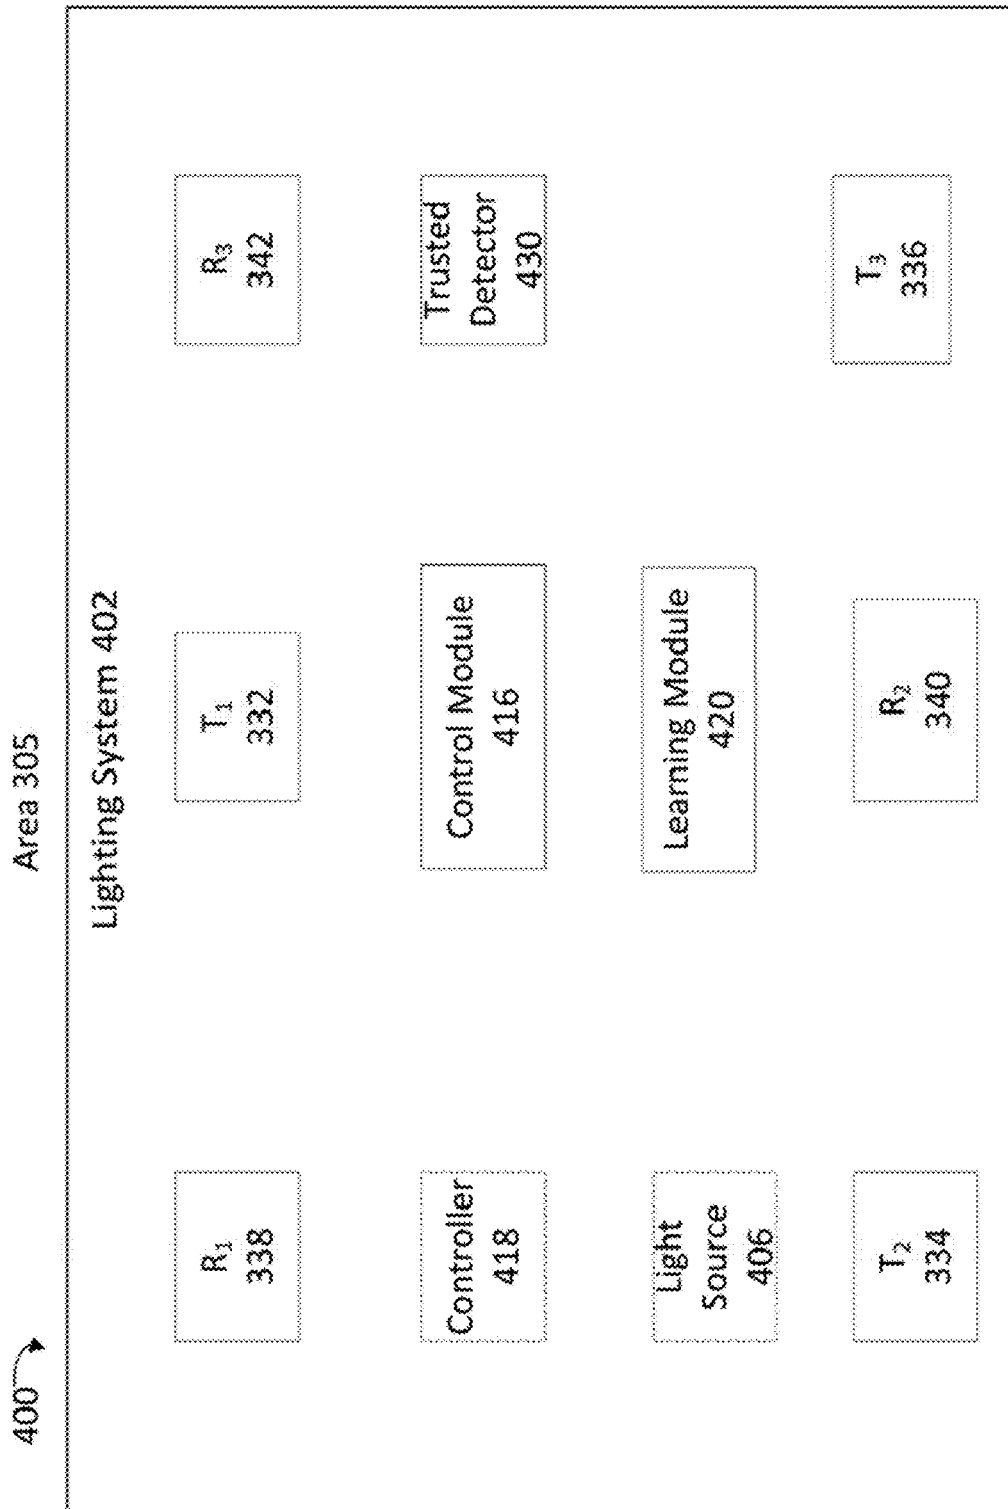 400
Area 305
Lighting System 402
R₁
338
T₁
332
R₃
342
Controller
418
Control Module
416
Trusted
Detector
430
Light
Source
406
Learning Module
420
T₂
334
R₂
340
T₃
336